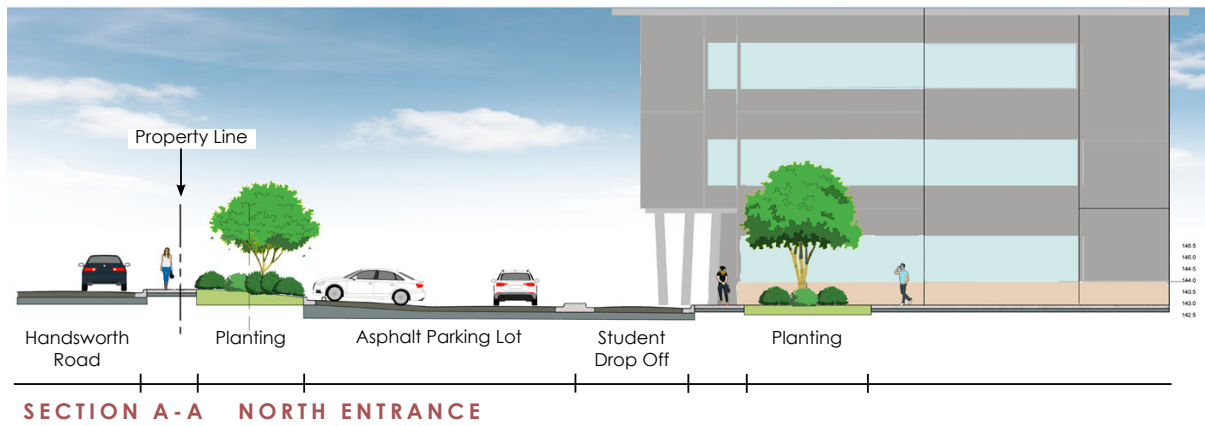 Property Line
146.5
145.0
144.5
144.0
143.5
143.0
142.5
Handsworth
Road
Planting
Asphalt Parking Lot
Student
Drop Off
Planting
SECTION A-A NORTH ENTRANCE